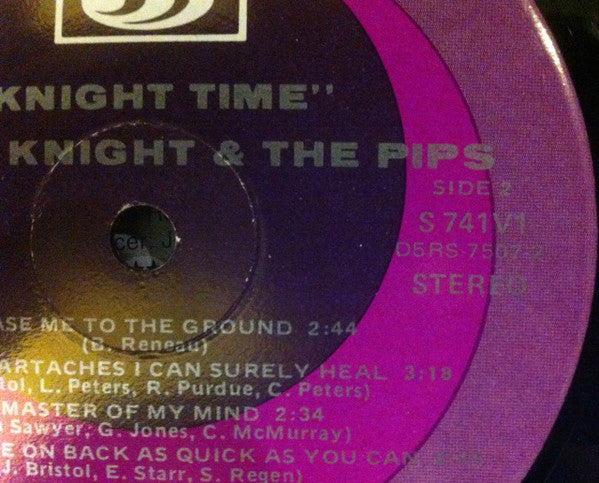 KNIGHT TIME"
KNIGHT & THE PIPS
SIDE 2
S 741V1
STEREO
ASE ME TO THE GROUND 2:44
(B. Reneau)
ARTACHES I CAN SURELY HEAL 3:18
tol, L. Peters, R. Purdue, C. Peters)
MASTER OF MY MIND 2:34
Sawyer, G. Jones, C. McMurray)
E ON BACK AS QUICK AS YOU CAN
J. Bristol, E. Starr, S. Regen)